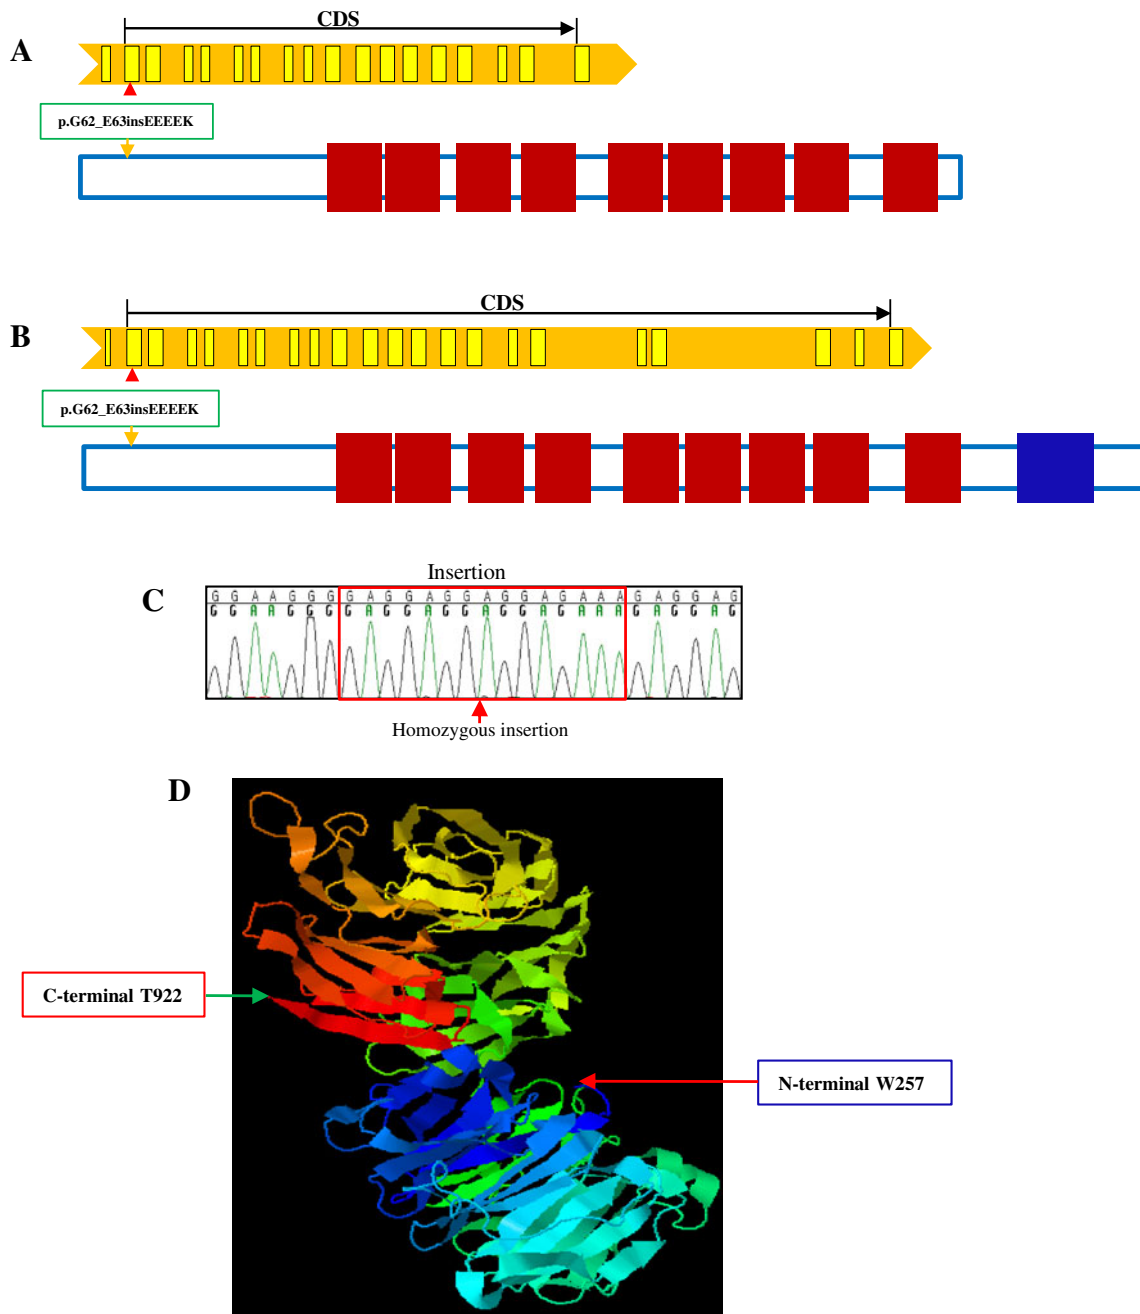 CDS
A
p.G62_E63insEEEEK
CDS
B
p.G62_E63insEEEEK
Insertion
C
G G A A G G G G A G G A G G A G G A G A A A G A G G A G
G G A A G G G G A G G A G G A G G A G A A A G A G G A G
Homozygous insertion
D
C-terminal T922
N-terminal W257